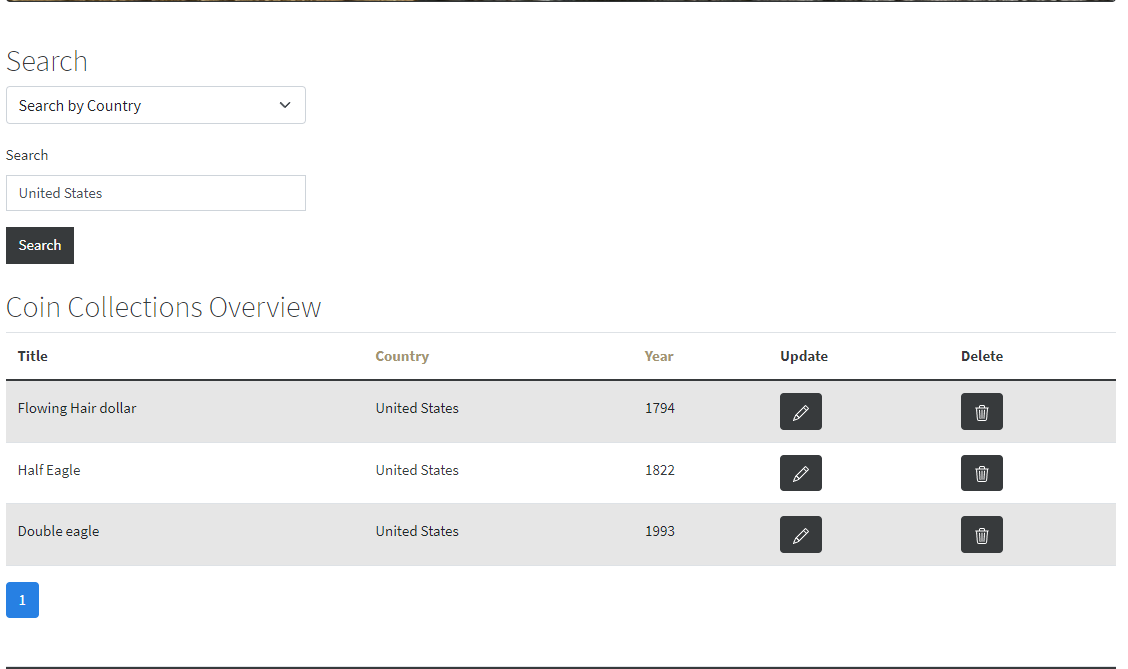 Search
Search by Country
Search
United States
Search
Coin Collections Overview
Title Country Year Update Delete
Flowing Hair dollar United States 1794
Half Eagle United States 1822
Double eagle United States 1993
1